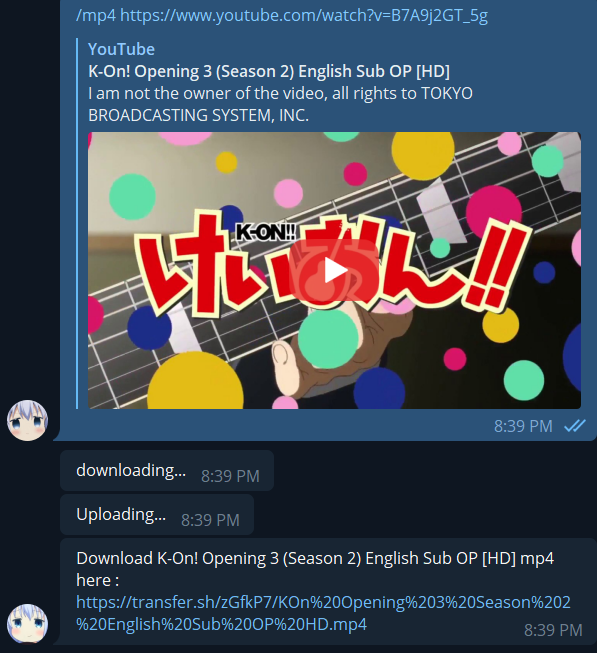 /mp4 https://www.youtube.com/watch?v=B7A9j2GT_5g
YouTube
K-On! Opening 3 (Season 2) English Sub OP [HD]
I am not the owner of the video, all rights to TOKYO
BROADCASTING SYSTEM, INC.
K-ON!!
けいおん!!
8:39 PM
downloading... 8:39 PM
Uploading... 8:39 PM
Download K-On! Opening 3 (Season 2) English Sub OP [HD] mp4
here :
https://transfer.sh/zGfkP7/KOn%20Opening%203%20Season%202
%20English%20Sub%20OP%20HD.mp4
8:39 PM